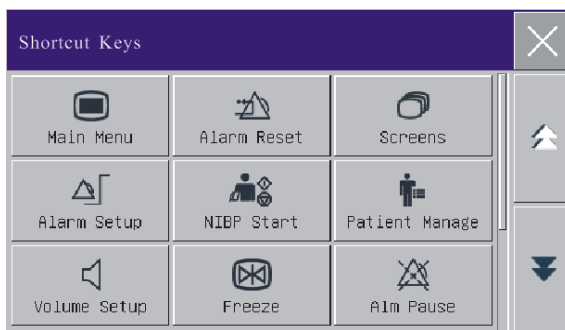 Shortcut Keys
Main Menu
Alarm Reset
Screens
Alarm Setup
NIBP Start
Patient Manage
Volume Setup
Freeze
Alm Pause